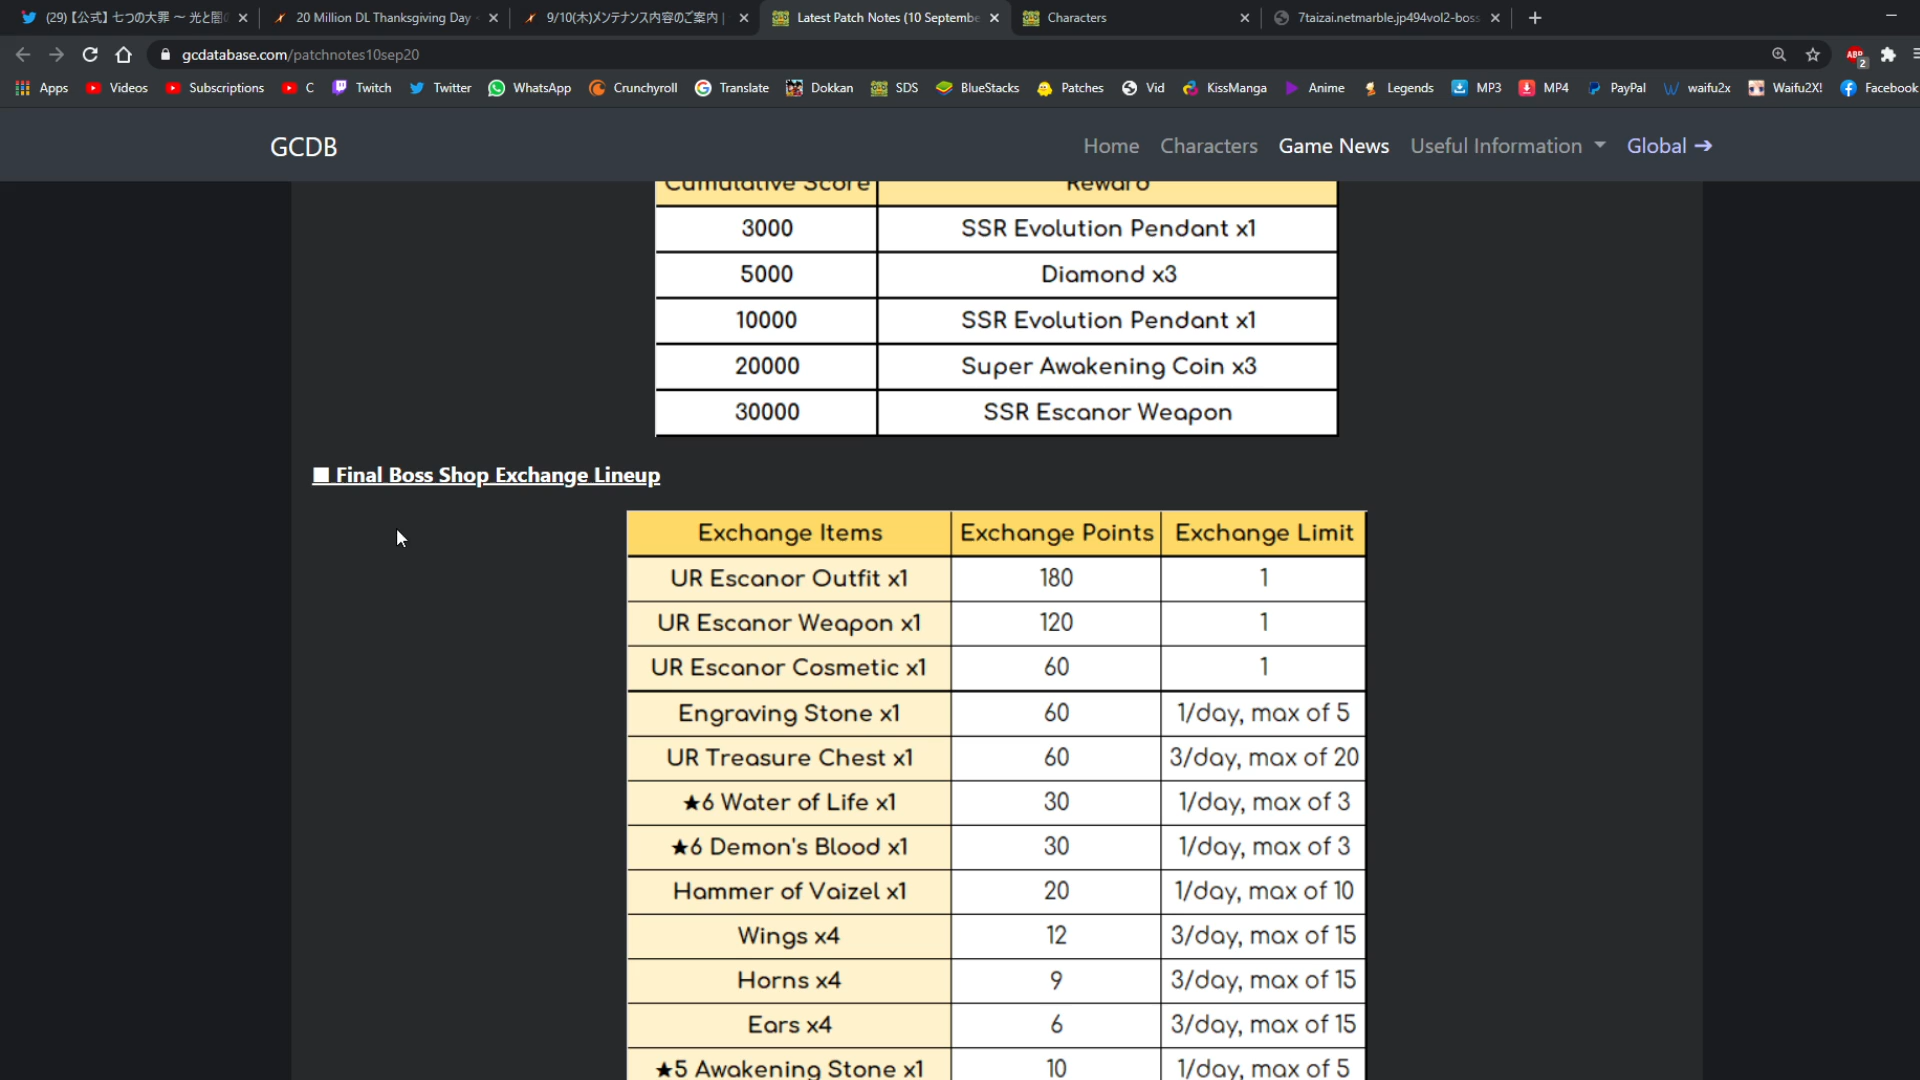 (29)【公式】七つの大罪 ～ 光と闇の
20 Million DL Thanksgiving Day
9/10(木)メンテナンス内容のご案内 |
Latest Patch Notes (10 Septembe
Characters
7taizai.netmarble.jp494vol2-boss
gcdatabase.com/patchnotes10sep20
ABP
2
Apps Videos Subscriptions C Twitch Twitter WhatsApp Crunchyroll Translate Dokkan SDS BlueStacks Patches Vid KissManga Anime Legends MP3 MP4 PayPal waifu2x Waifu2X! Facebook
GCDB
Home Characters Game News Useful Information Global →
Cumulative Score Reward
3000 SSR Evolution Pendant x1
5000 Diamond x3
10000 SSR Evolution Pendant x1
20000 Super Awakening Coin x3
30000 SSR Escanor Weapon
■ Final Boss Shop Exchange Lineup
Exchange Items Exchange Points Exchange Limit
UR Escanor Outfit x1 180 1
UR Escanor Weapon x1 120 1
UR Escanor Cosmetic x1 60 1
Engraving Stone x1 60 1/day, max of 5
UR Treasure Chest x1 60 3/day, max of 20
★6 Water of Life x1 30 1/day, max of 3
★6 Demon's Blood x1 30 1/day, max of 3
Hammer of Vaizel x1 20 1/day, max of 10
Wings x4 12 3/day, max of 15
Horns x4 9 3/day, max of 15
Ears x4 6 3/day, max of 15
★5 Awakening Stone x1 10 1/day, max of 5